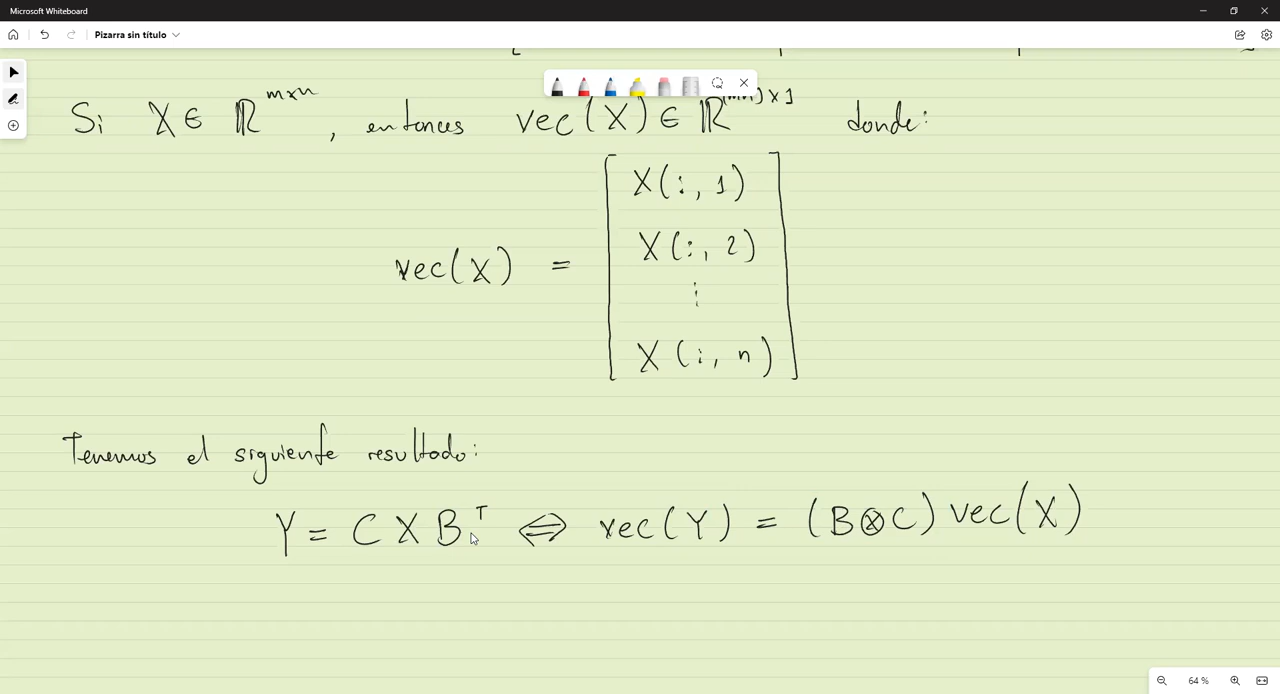 Microsoft Whiteboard
Pizarra sin título
Si X ∈ ℝ^{m×n}, entonces vec(X) ∈ ℝ^{(mn)×1} donde:
X(:, 1)
X(:, 2)
vec(X) = ⋮
X(:, n)
Tenemos el siguiente resultado:
Y = C X B^T ⇔ vec(Y) = (B⊗C) vec(X)
64 %